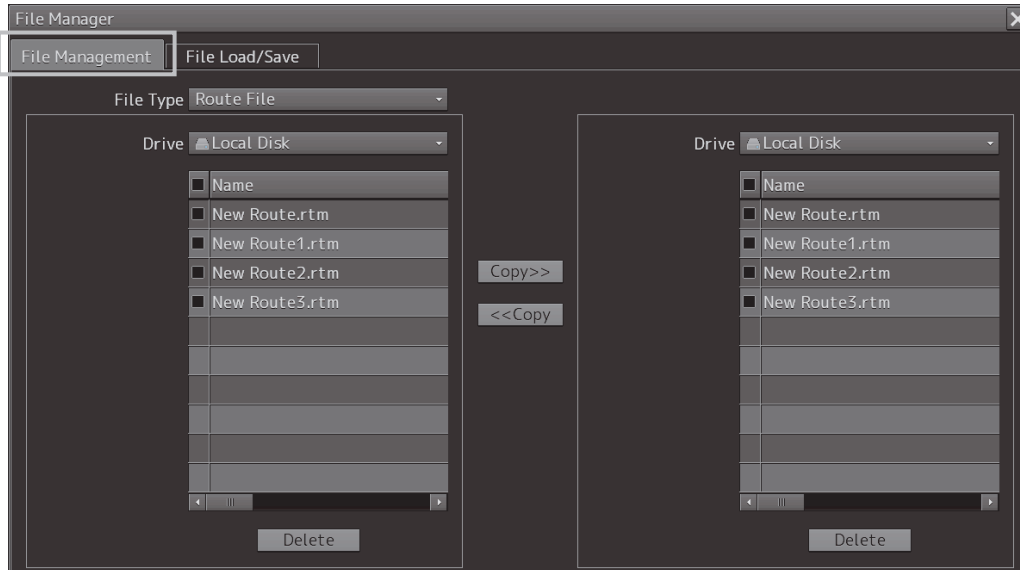 File Manager
File Management
File Load/Save
File Type Route File
Drive Local Disk
Name
New Route.rtm
New Route1.rtm
New Route2.rtm
New Route3.rtm
Delete
Copy>>
<<Copy
Drive Local Disk
Name
New Route.rtm
New Route1.rtm
New Route2.rtm
New Route3.rtm
Delete